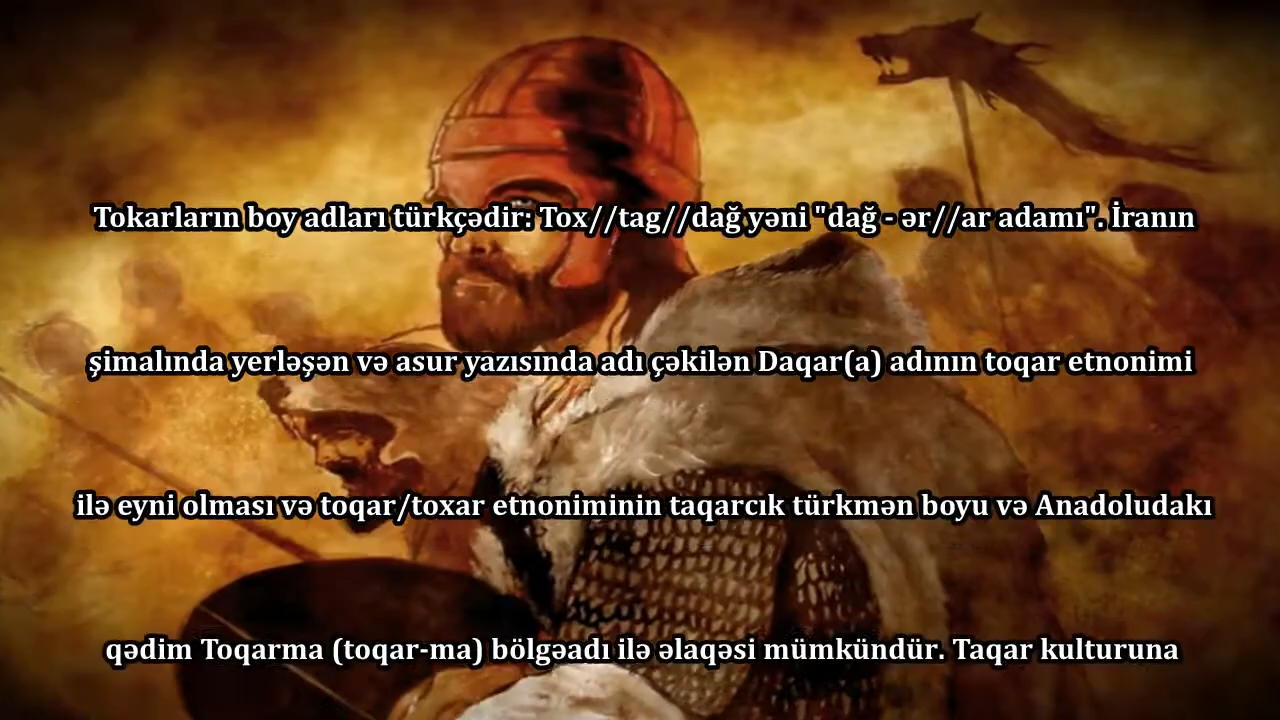 Tokarların boy adları türkçədir: Tox//tag//dağ yəni "dağ - ər//ar adamı". İranın
şimalında yerləşən və asur yazısında adı çəkilən Daqar(a) adının toqar etnonimi
ilə eyni olması və toqar/toxar etnoniminin taqarcık türkmən boyu və Anadoludakı
qədim Toqarma (toqar-ma) bölgəadı ilə əlaqəsi mümkündür. Taqar kulturuna